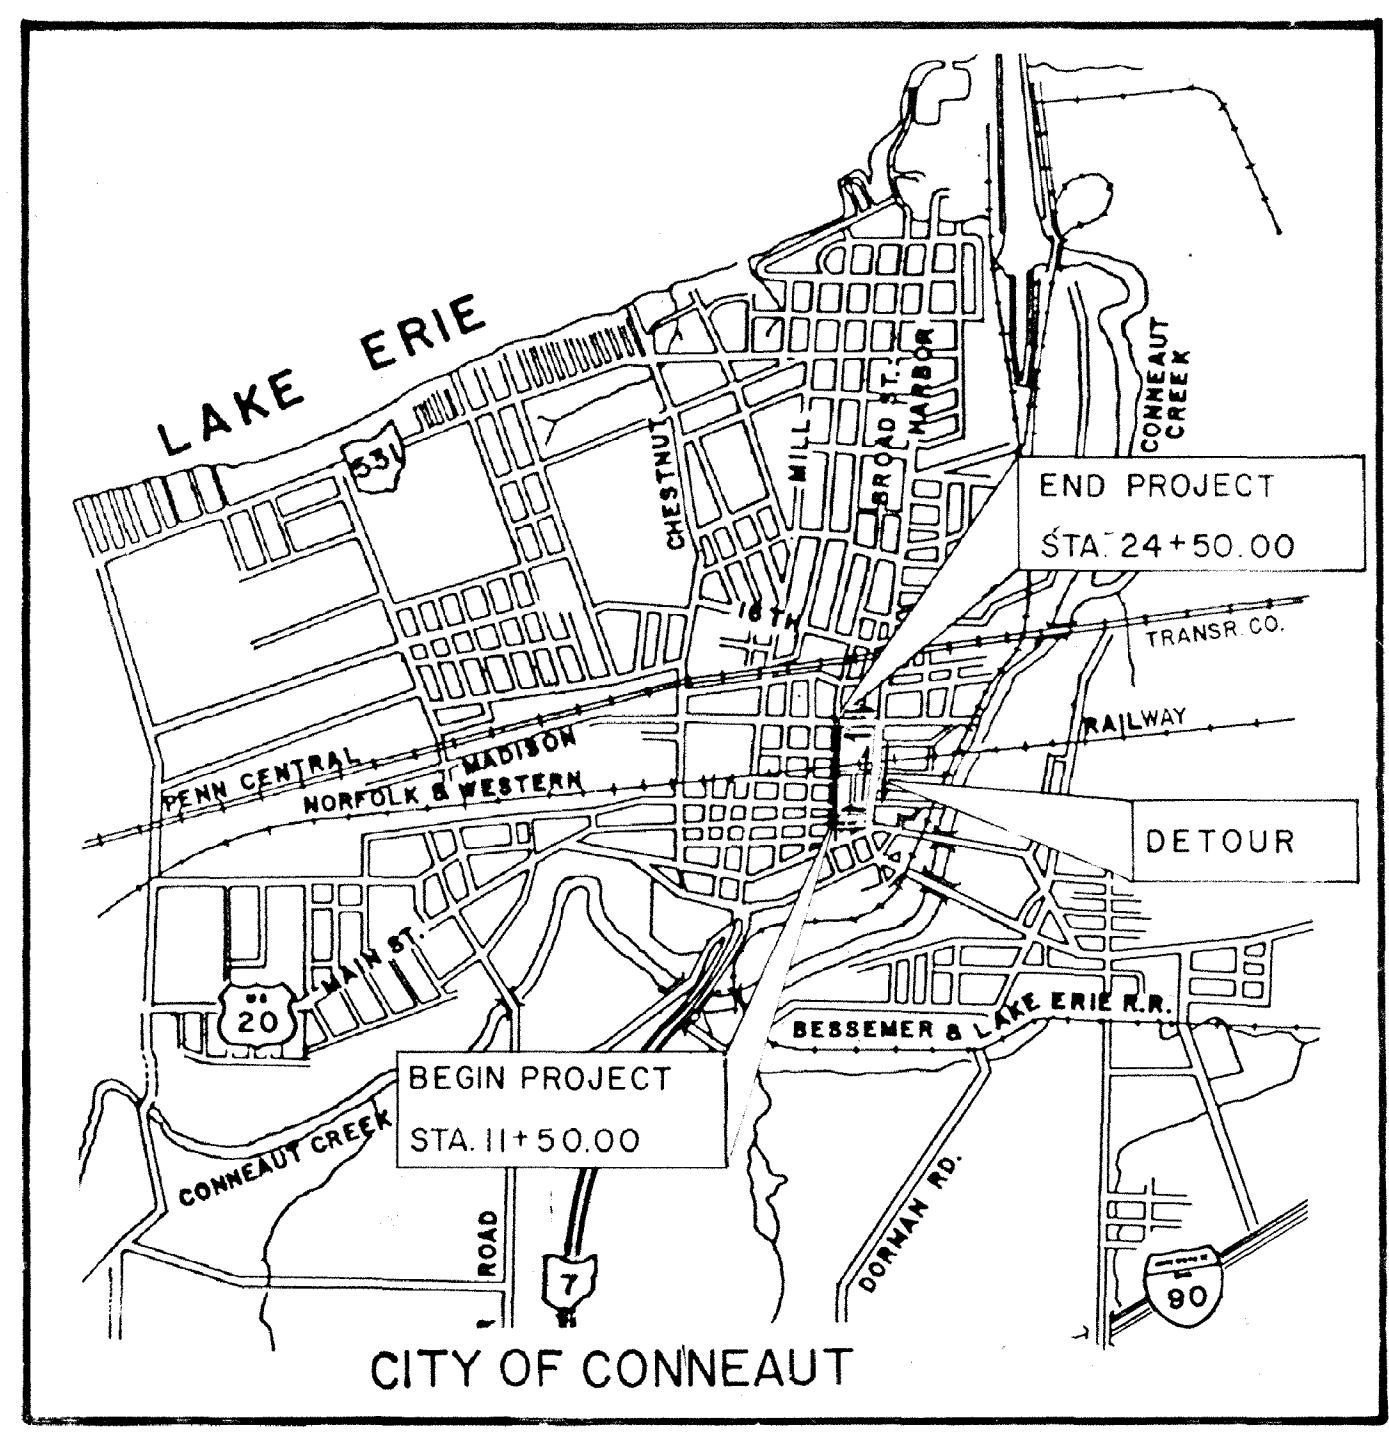 LAKE ERIE
531
CHESTNUT
MILL
BROAD ST.
HARBOR
CONNEAUT
CREEK
END PROJECT
STA. 24+50.00
16TH
TRANSR. CO.
RAILWAY
PENN CENTRAL
MADISON
NORFOLK & WESTERN
DETOUR
MAIN ST.
US
20
BESSEMER & LAKE ERIE R.R.
BEGIN PROJECT
STA. 11+50.00
CONNEAUT CREEK
ROAD
DORMAN RD.
7
90
CITY OF CONNEAUT